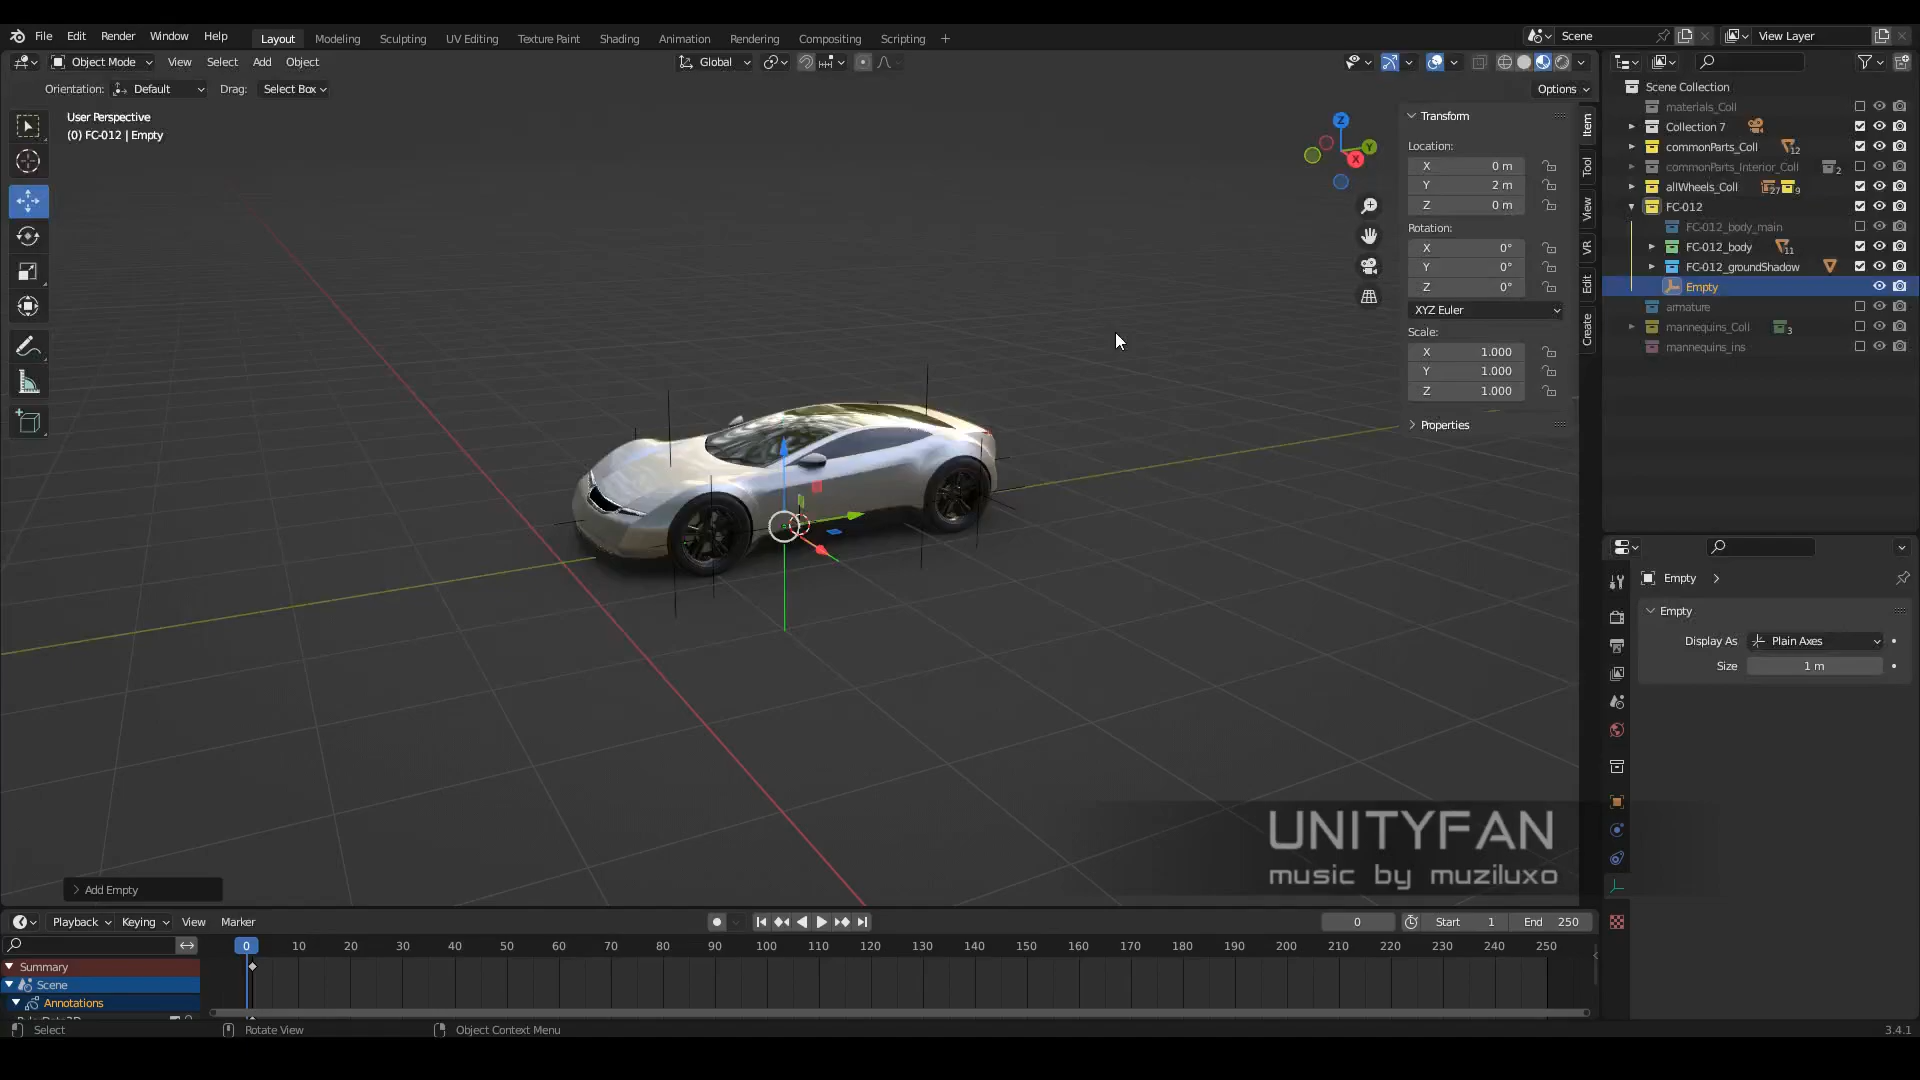 File Edit Render Window Help Layout Modeling Sculpting UV Editing Texture Paint Shading Animation Rendering Compositing Scripting + Scene View Layer
Object Mode View Select Add Object Global
Orientation: Default Drag: Select Box Options
User Perspective
(0) FC-012 | Empty
Z
Y
X
Transform
Location:
X 0 m
Y 2 m
Z 0 m
Rotation:
X 0°
Y 0°
Z 0°
XYZ Euler
Scale:
X 1.000
Y 1.000
Z 1.000
Properties
Item
Tool
View
VR
Edit
Create
Scene Collection
materials_Coll
Collection 7
commonParts_Coll 12
commonParts_Interior_Coll 2
allWheels_Coll 27 9
FC-012
FC-012_body_main
FC-012_body 11
FC-012_groundShadow
Empty
armature
mannequins_Coll 3
mannequins_ins
Empty
Empty
Display As Plain Axes
Size 1 m
UNITYFAN
music by muziluxo
Add Empty
Playback Keying View Marker 0 Start 1 End 250
0 10 20 30 40 50 60 70 80 90 100 110 120 130 140 150 160 170 180 190 200 210 220 230 240 250
Summary
Scene
Annotations
Select Rotate View Object Context Menu 3.4.1